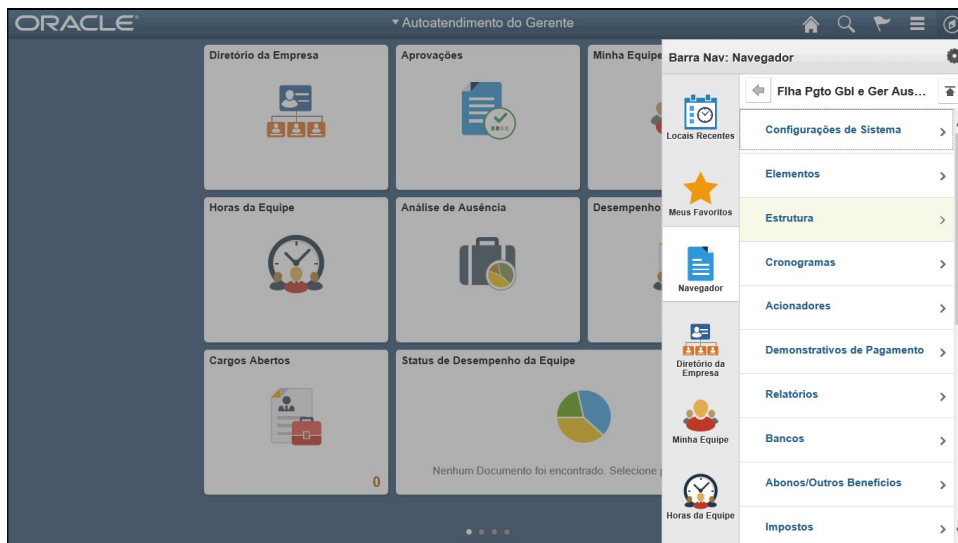 ORACLE
Autoatendimento do Gerente
Diretório da Empresa
Aprovações
Minha Equipe
Horas da Equipe
Análise de Ausência
Desempenho
Cargos Abertos
0
Status de Desempenho da Equipe
Nenhum Documento foi encontrado. Selecione
Barra Nav: Navegador
Locais Recentes
Meus Favoritos
Navegador
Diretório da
Empresa
Minha Equipe
Horas da Equipe
Flha Pgto Gbl e Ger Aus...
Configurações de Sistema
Elementos
Estrutura
Cronogramas
Acionadores
Demonstrativos de Pagamento
Relatórios
Bancos
Abonos/Outros Benefícios
Impostos